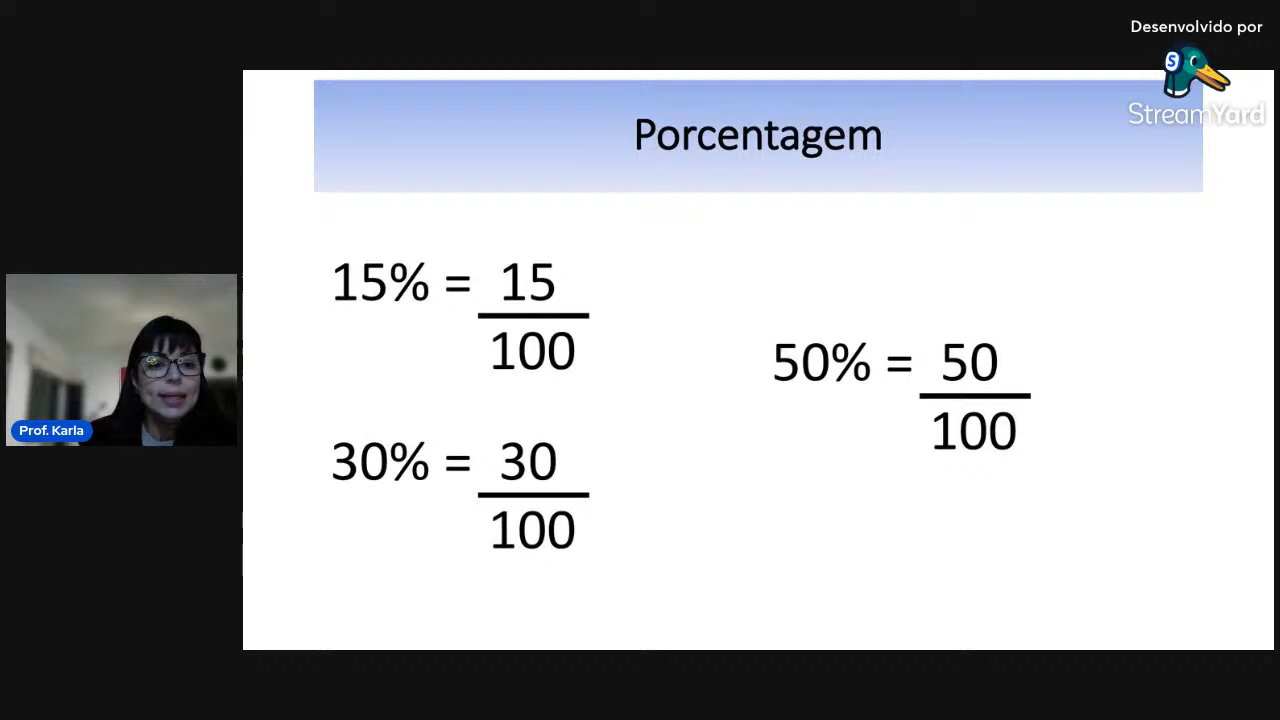 Desenvolvido por
StreamYard
Porcentagem
15% = 15
100
50% = 50
100
30% = 30
100
Prof. Karla